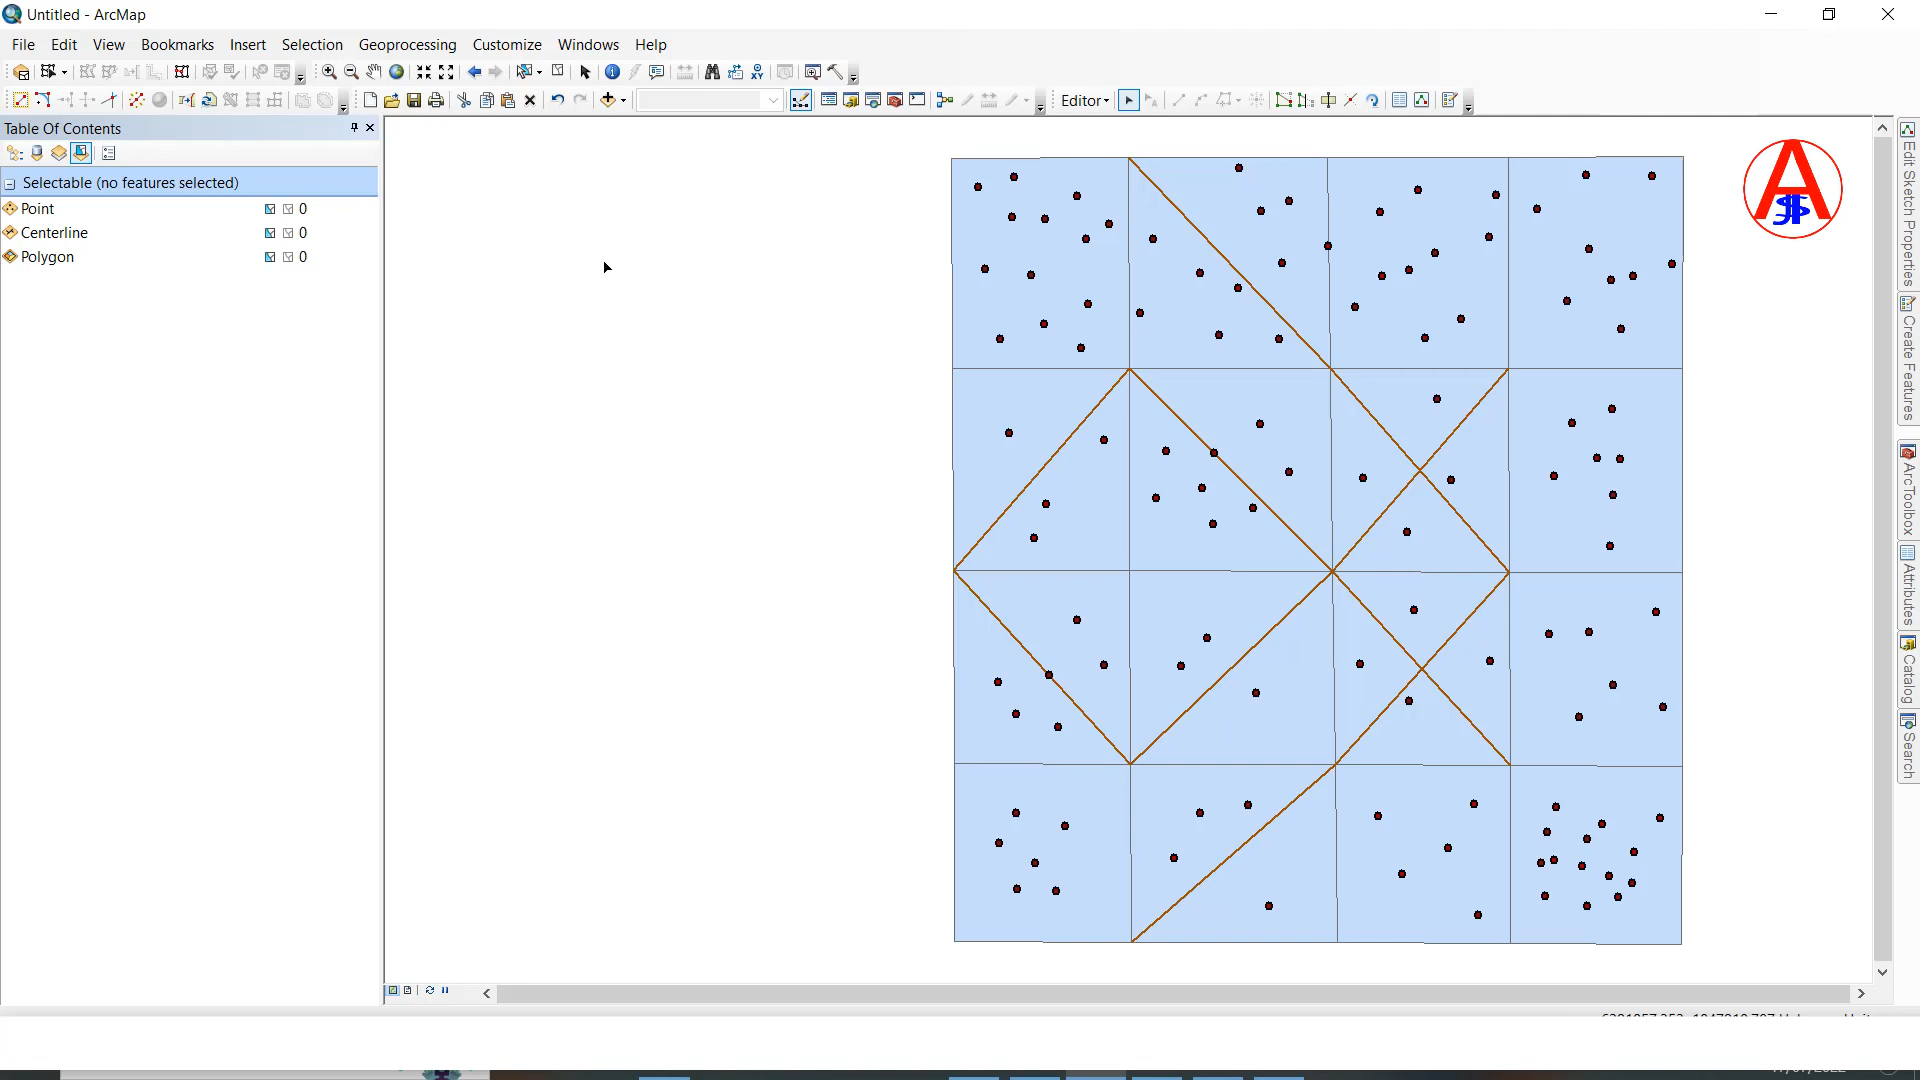 Untitled - ArcMap
File Edit View Bookmarks Insert Selection Geoprocessing Customize Windows Help
Editor
Table Of Contents
Selectable (no features selected)
Point 0
Centerline 0
Polygon 0
Edit Sketch Properties
Create Features
ArcToolbox
Attributes
Catalog
Search